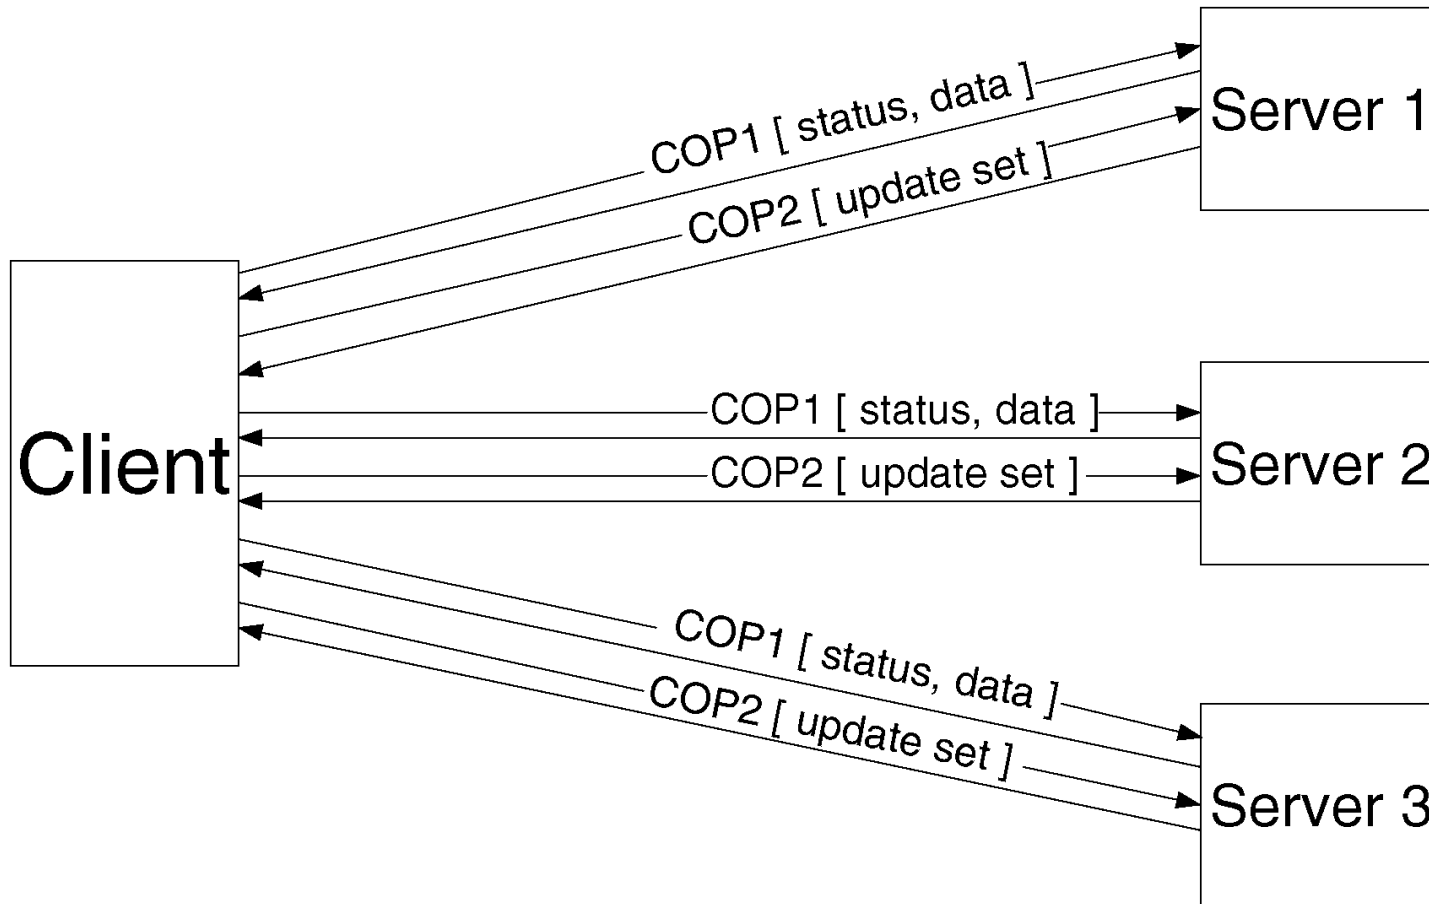 COP1 [ status, data ]
Server 1
COP2 [ update set ]
Client
COP1 [ status, data ]
COP2 [ update set ]
Server 2
COP1 [ status, data ]
COP2 [ update set ]
Server 3